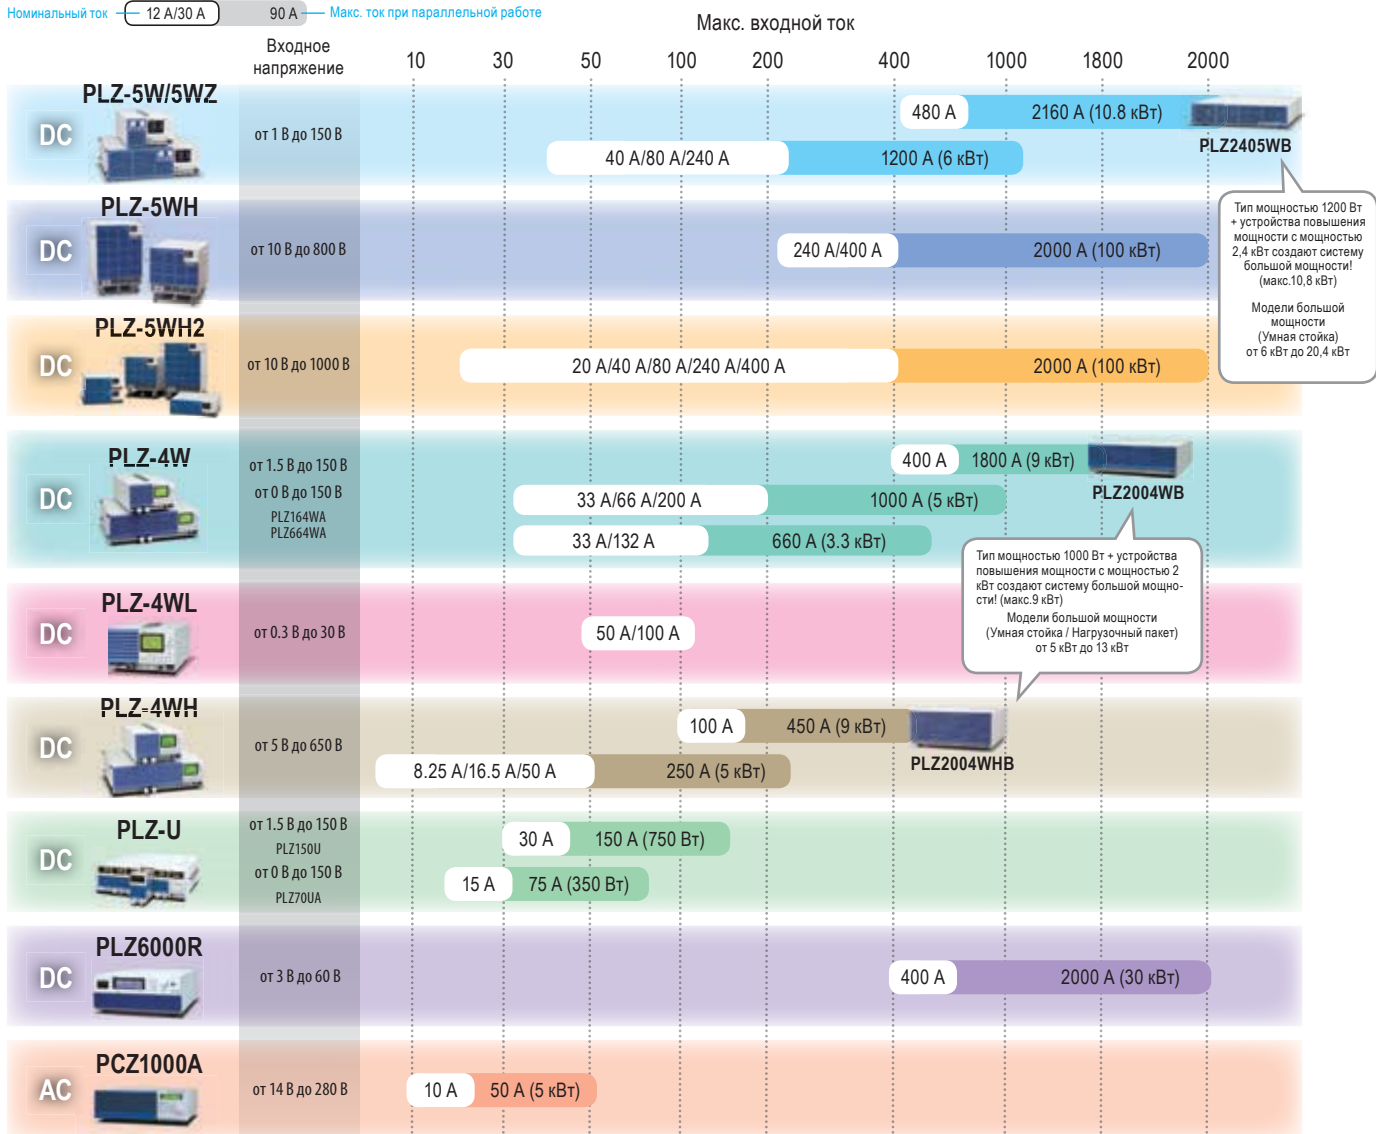 Номинальный ток 12 A/30 A 90 A Макс. ток при параллельной работе
Макс. входной ток
Входное
напряжение
10 30 50 100 200 400 1000 1800 2000
PLZ-5W/5WZ
DC
от 1 В до 150 В
480 A 2160 A (10.8 кВт)
PLZ2405WB
40 A/80 A/240 A 1200 A (6 кВт)
Тип мощностью 1200 Вт
+ устройства повышения
мощности с мощностью
2,4 кВт создают систему
большой мощности!
(макс.10,8 кВт)
Модели большой
мощности
(Умная стойка)
от 6 кВт до 20,4 кВт
PLZ-5WH
DC
от 10 В до 800 В
240 A/400 A 2000 A (100 кВт)
PLZ-5WH2
DC
от 10 В до 1000 В
20 A/40 A/80 A/240 A/400 A 2000 A (100 кВт)
PLZ-4W
DC
от 1.5 В до 150 В
от 0 В до 150 В
PLZ164WA
PLZ664WA
400 A 1800 A (9 кВт)
PLZ2004WB
33 A/66 A/200 A 1000 A (5 кВт)
33 A/132 A 660 A (3.3 кВт)
Тип мощностью 1000 Вт + устройства
повышения мощности с мощностью 2
кВт создают систему большой мощно-
сти! (макс.9 кВт)
Модели большой мощности
(Умная стойка / Нагрузочный пакет)
от 5 кВт до 13 кВт
PLZ-4WL
DC
от 0.3 В до 30 В
50 A/100 A
PLZ-4WH
DC
от 5 В до 650 В
100 A 450 A (9 кВт)
PLZ2004WHB
8.25 A/16.5 A/50 A 250 A (5 кВт)
PLZ-U
DC
от 1.5 В до 150 В
PLZ150U
от 0 В до 150 В
PLZ70UA
30 A 150 A (750 Вт)
15 A 75 A (350 Вт)
PLZ6000R
DC
от 3 В до 60 В
400 A 2000 A (30 кВт)
PCZ1000A
AC
от 14 В до 280 В
10 A 50 A (5 кВт)